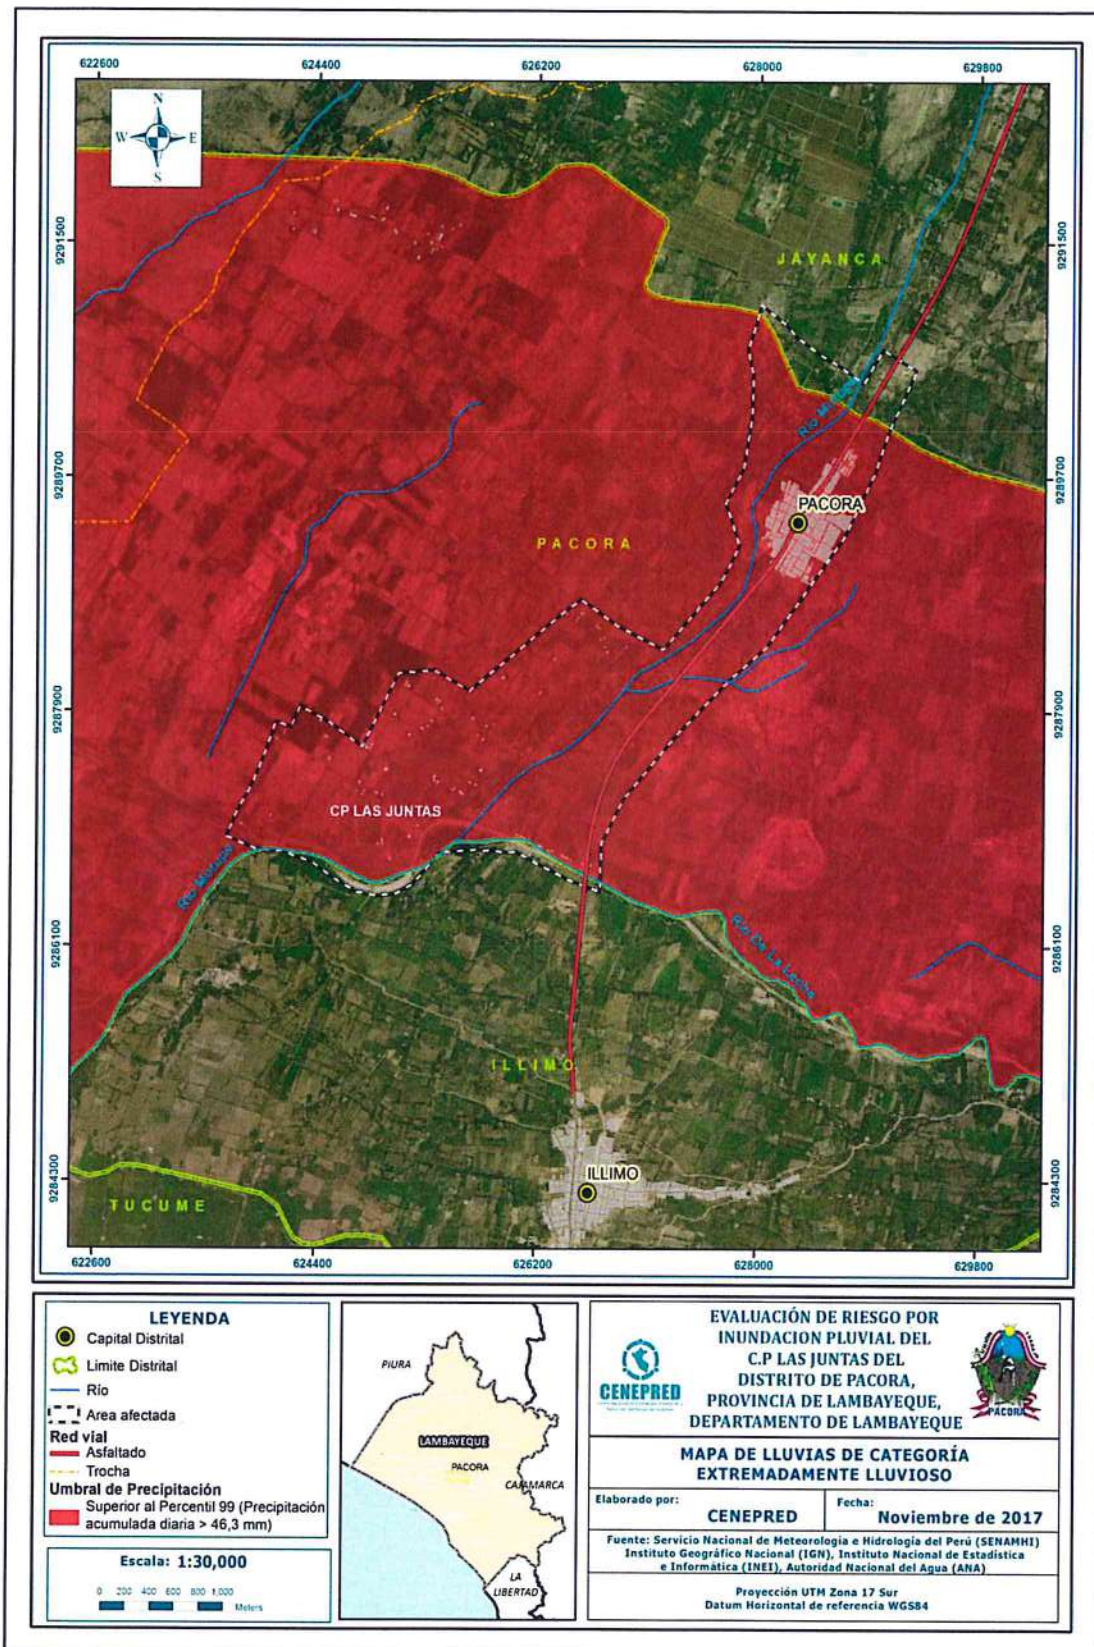 622600 624400 626200 628000 629800
N
W E
S
9291500
9291500
JAYANCA
9289700
9289700
PACORA
PACORA
9287900
9287900
CP LAS JUNTAS
Río Motupe
Río De La Leche
9286100
9286100
ILLIMO
9284300
9284300
ILLIMO
TUCUME
622600 624400 626200 628000 629800
LEYENDA
Capital Distrital
Limite Distrital
Río
Area afectada
Red vial
Asfaltado
Trocha
Umbral de Precipitación
Superior al Percentil 99 (Precipitación
acumulada diaria > 46,3 mm)
Escala: 1:30,000
0 200 400 600 800 1,000
Meters
PIURA
LAMBAYEQUE
PACORA
CAJAMARCA
LA
LIBERTAD
CENEPRED
EVALUACIÓN DE RIESGO POR
INUNDACION PLUVIAL DEL
C.P LAS JUNTAS DEL
DISTRITO DE PACORA,
PROVINCIA DE LAMBAYEQUE,
DEPARTAMENTO DE LAMBAYEQUE
PACORA
MAPA DE LLUVIAS DE CATEGORÍA
EXTREMADAMENTE LLUVIOSO
Elaborado por:
CENEPRED
Fecha:
Noviembre de 2017
Fuente: Servicio Nacional de Meteorologia e Hidrologia del Perú (SENAMHI)
Instituto Geográfico Nacional (IGN), Instituto Nacional de Estadistica
e Informática (INEI), Autoridad Nacional del Agua (ANA)
Proyección UTM Zona 17 Sur
Datum Horizontal de referencia WGS84